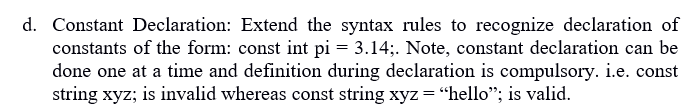 d. Constant Declaration: Extend the syntax rules to recognize declaration of
constants of the form: const int pi = 3.14;. Note, constant declaration can be
done one at a time and definition during declaration is compulsory. i.e. const
string xyz; is invalid whereas const string xyz = “hello”; is valid.